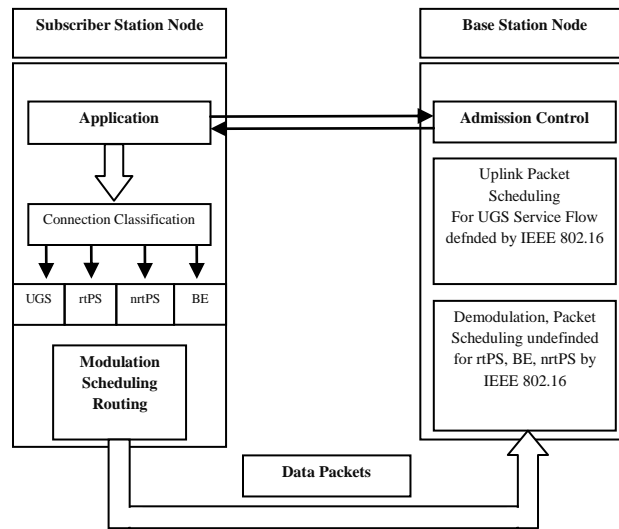 Subscriber Station Node
Base Station Node
Application
Admission Control
Connection Classification
UGS
rtPS
nrtPS
BE
Uplink Packet
Scheduling
For UGS Service Flow
defnded by IEEE 802.16
Modulation
Scheduling
Routing
Demodulation, Packet
Scheduling undefinded
for rtPS, BE, nrtPS by
IEEE 802.16
Data Packets